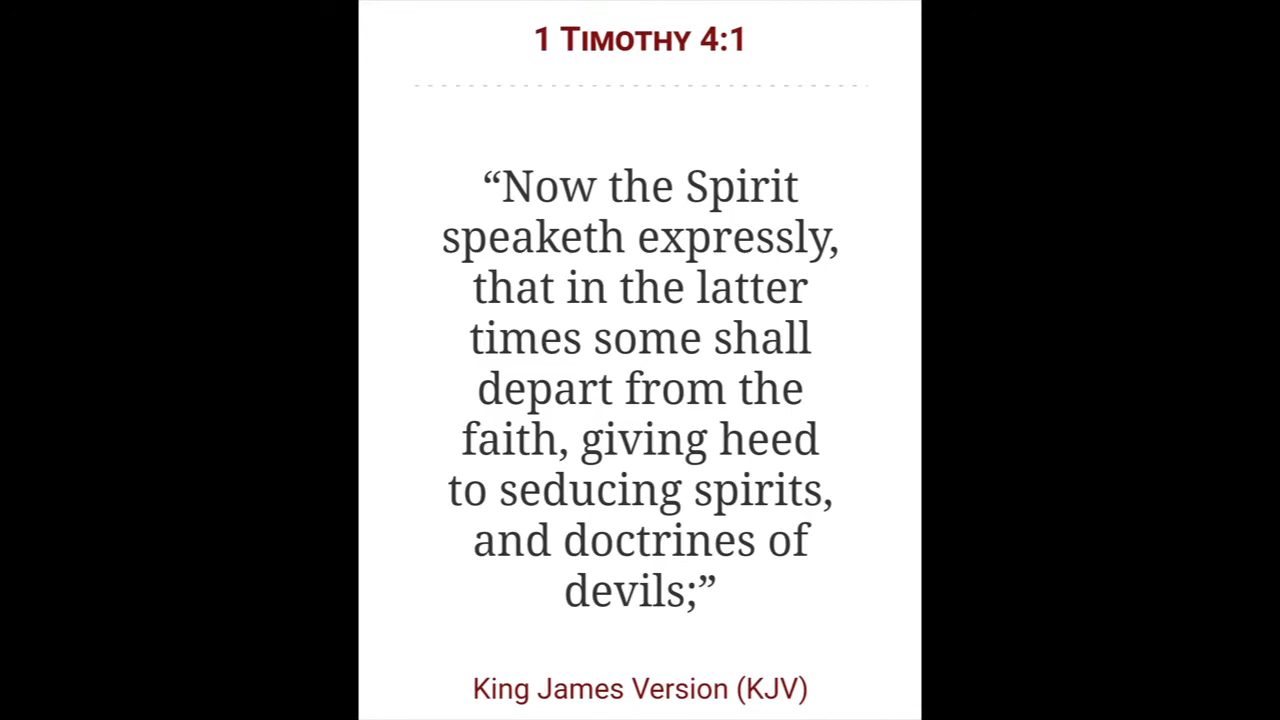 1 Timothy 4:1
“Now the Spirit
speaketh expressly,
that in the latter
times some shall
depart from the
faith, giving heed
to seducing spirits,
and doctrines of
devils;”
King James Version (KJV)